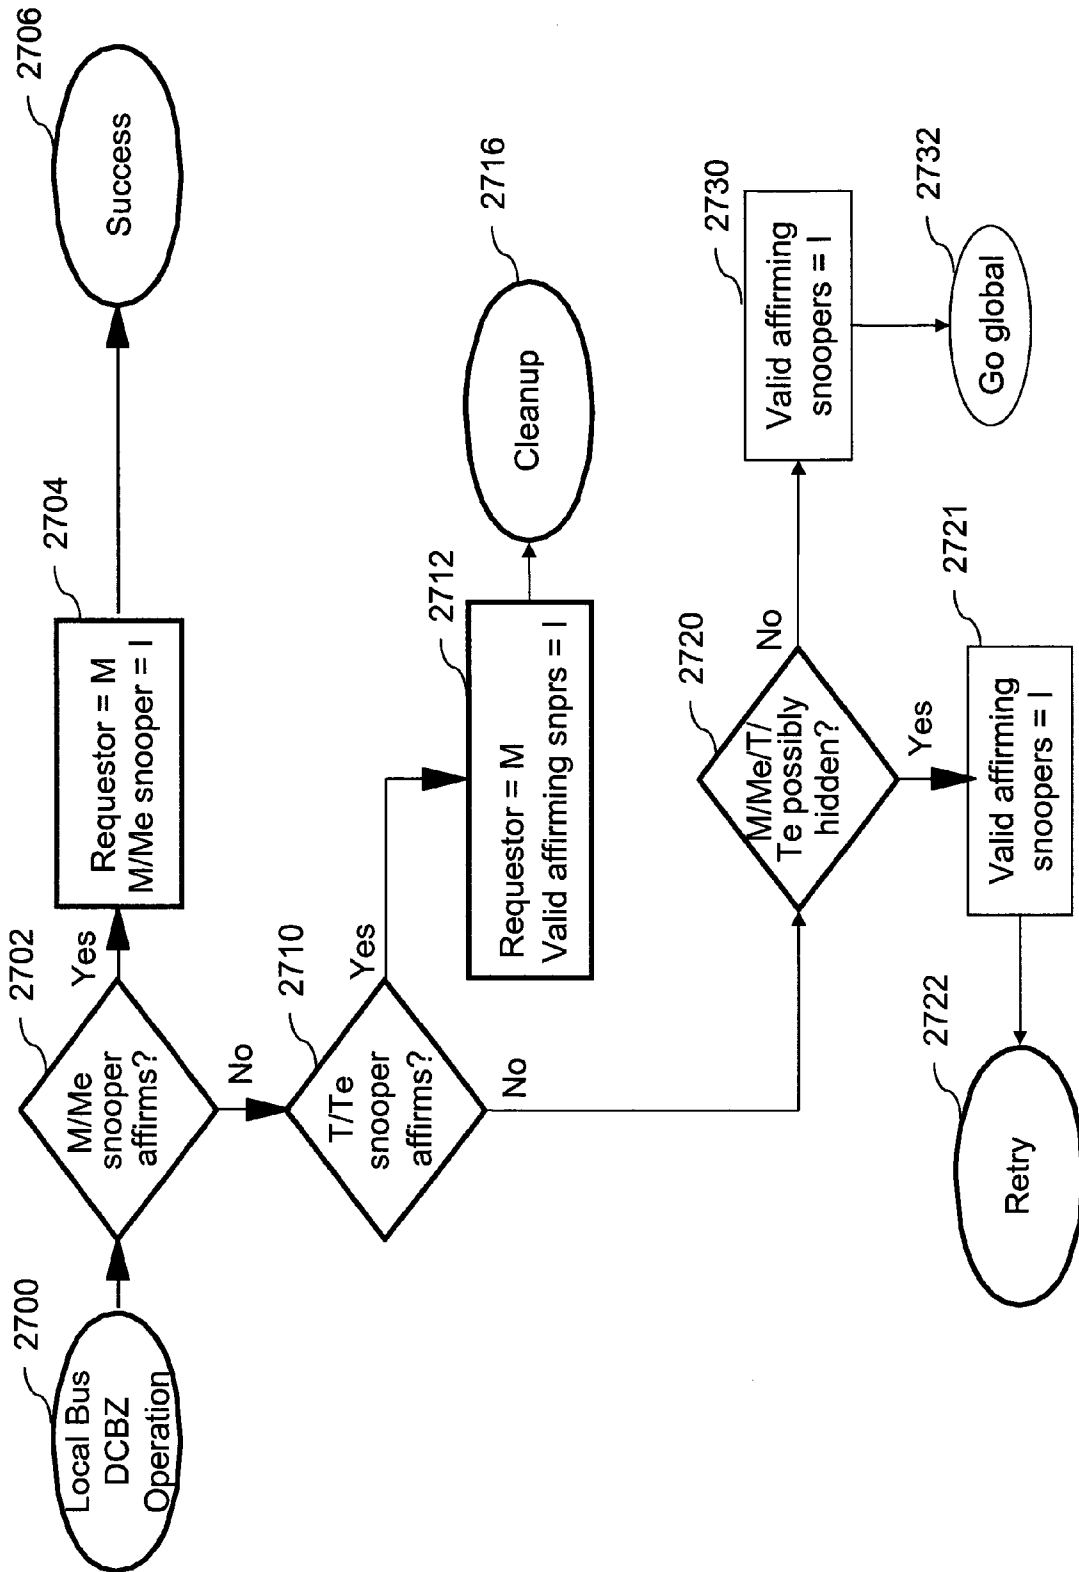 2700
Local Bus
DCBZ
Operation
2702
M/Me
snooper
affirms?
Yes
2704
Requestor = M
M/Me snooper = I
2706
Success
No
2710
T/Te
snooper
affirms?
Yes
2712
Requestor = M
Valid affirming snprs = I
2716
Cleanup
No
2720
M/Me/T/
Te possibly
hidden?
No
2730
Valid affirming
snoopers = I
2732
Go global
Yes
2721
Valid affirming
snoopers = I
2722
Retry